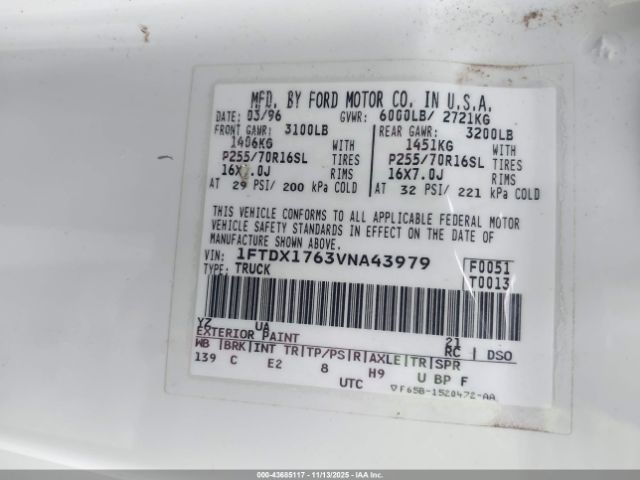 MFD. BY FORD MOTOR CO. IN U.S.A.
DATE: 03/96 GVWR: 6000LB/ 2721KG
FRONT GAWR: 3100LB REAR GAWR: 3200LB
1406KG WITH 1451KG WITH
P255/70R16SL TIRES P255/70R16SL TIRES
16X7.0J RIMS 16X7.0J RIMS
AT 29 PSI/ 200 kPa COLD AT 32 PSI/ 221 kPa COLD
THIS VEHICLE CONFORMS TO ALL APPLICABLE FEDERAL MOTOR
VEHICLE SAFETY STANDARDS IN EFFECT ON THE DATE OF
MANUFACTURE SHOWN ABOVE.
VIN: 1FTDX1763VNA43979 F0051
TYPE: TRUCK T0013
YZ UA 21
EXTERIOR PAINT RC DSO
WB BRK INT TR TP/PS R AXLE TR SPR
139 C E2 8 H9 U BP F
UTC ▽F65B-1520472-AA
000-43685117 - 11/13/2025 - IAAI.COM